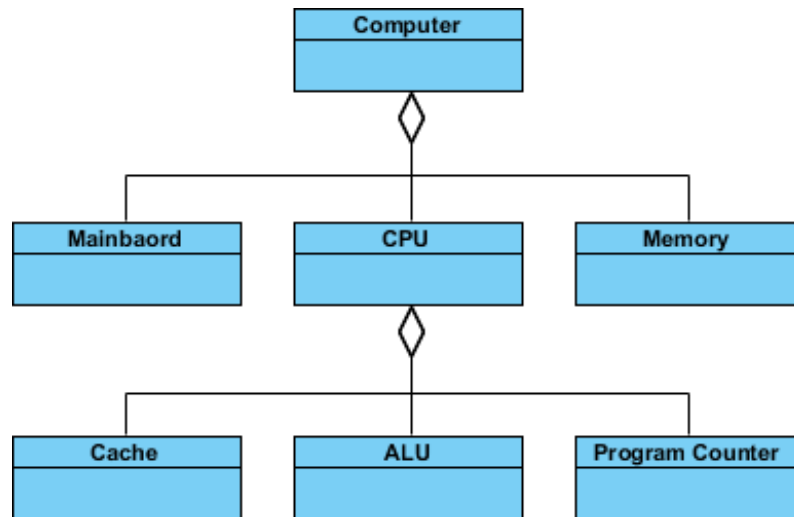 Computer
Mainbaord
CPU
Memory
Cache
ALU
Program Counter